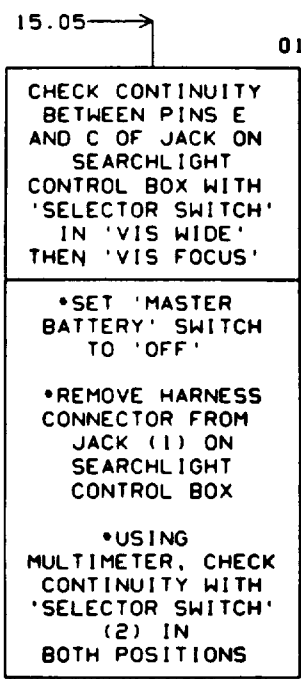 15.05
01
CHECK CONTINUITY
BETWEEN PINS E
AND C OF JACK ON
SEARCHLIGHT
CONTROL BOX WITH
'SELECTOR SWITCH'
IN 'VIS WIDE'
THEN 'VIS FOCUS'
•SET 'MASTER
BATTERY' SWITCH
TO 'OFF'
•REMOVE HARNESS
CONNECTOR FROM
JACK (1) ON
SEARCHLIGHT
CONTROL BOX
•USING
MULTIMETER, CHECK
CONTINUITY WITH
'SELECTOR SWITCH'
(2) IN
BOTH POSITIONS